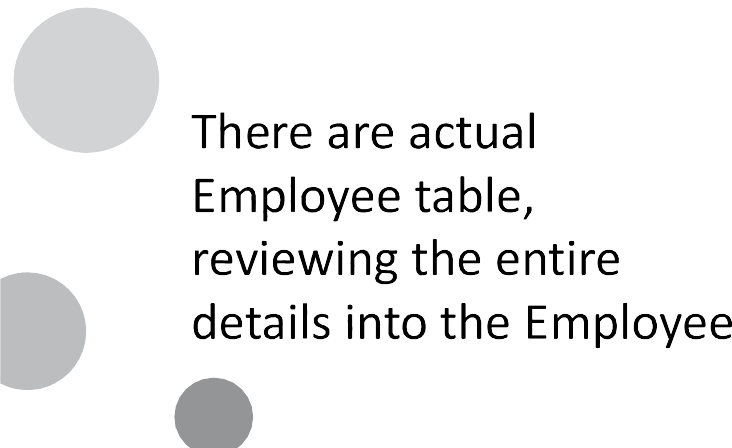 There are actual
Employee table,
reviewing the entire
details into the Employee